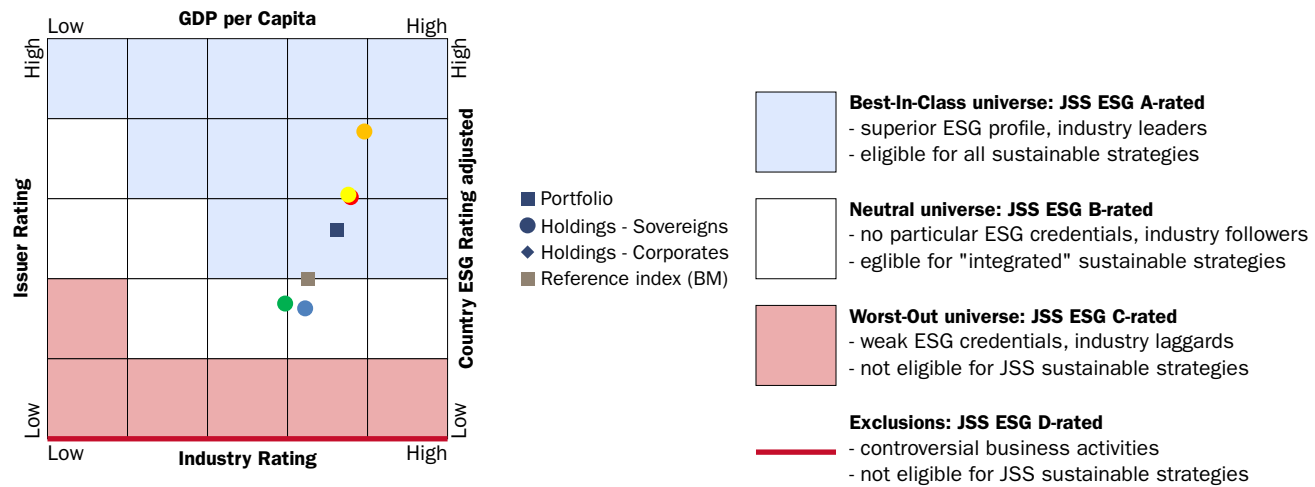 GDP per Capita
Low
High
High
High
Issuer Rating
Country ESG Rating adjusted
Low
Low
Low
High
Industry Rating
Portfolio
Holdings - Sovereigns
Holdings - Corporates
Reference index (BM)
Best-In-Class universe: JSS ESG A-rated
- superior ESG profile, industry leaders
- eligible for all sustainable strategies
Neutral universe: JSS ESG B-rated
- no particular ESG credentials, industry followers
- eglible for "integrated" sustainable strategies
Worst-Out universe: JSS ESG C-rated
- weak ESG credentials, industry laggards
- not eligible for JSS sustainable strategies
Exclusions: JSS ESG D-rated
- controversial business activities
- not eligible for JSS sustainable strategies